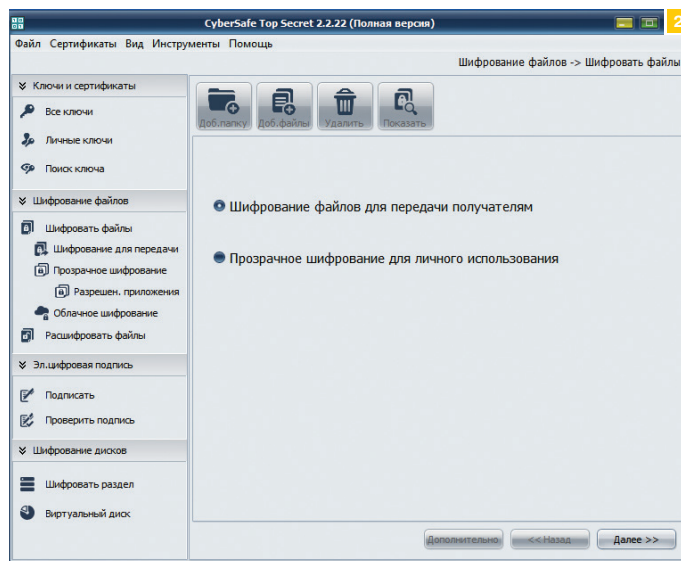 CyberSafe Top Secret 2.2.22 (Полная версия)
2
Файл Сертификаты Вид Инструменты Помощь
Шифрование файлов -> Шифровать файлы
Ключи и сертификаты
Все ключи
Личные ключи
Поиск ключа
Шифрование файлов
Шифровать файлы
Шифрование для передачи
Прозрачное шифрование
Разрешен. приложения
Облачное шифрование
Расшифровать файлы
Эл.цифровая подпись
Подписать
Проверить подпись
Шифрование дисков
Шифровать раздел
Виртуальный диск
Доб.папку Доб.файлы Удалить Показать
Шифрование файлов для передачи получателям
Прозрачное шифрование для личного использования
Дополнительно << Назад Далее >>